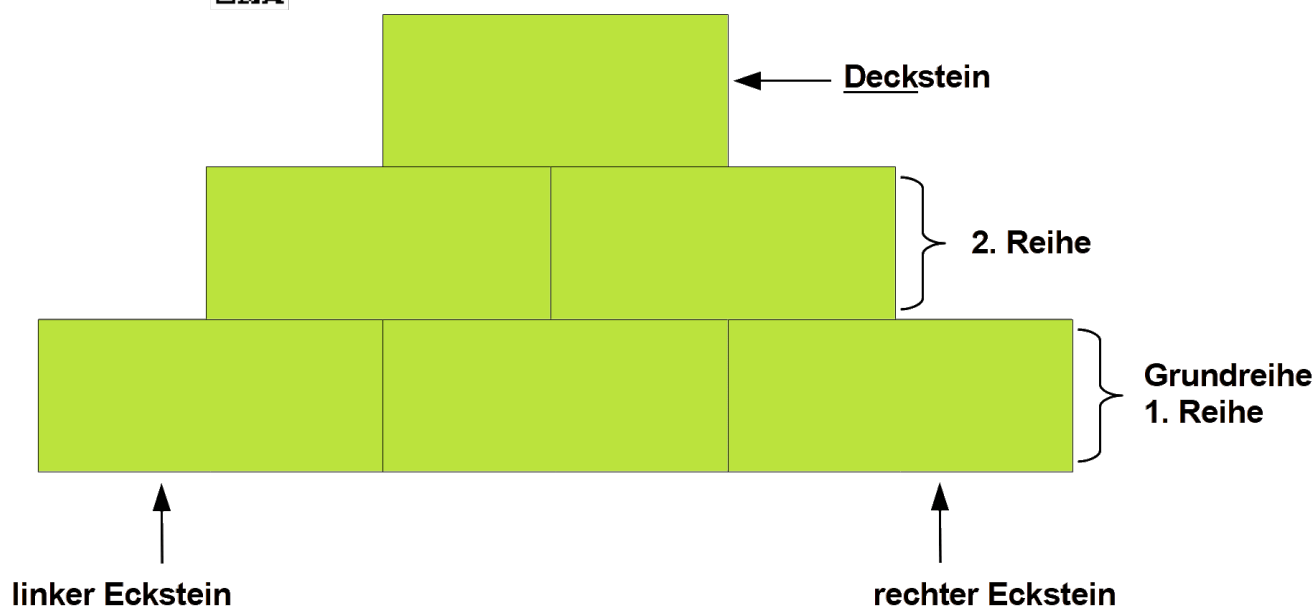 Deckstein
2. Reihe
Grundreihe
1. Reihe
linker Eckstein
rechter Eckstein